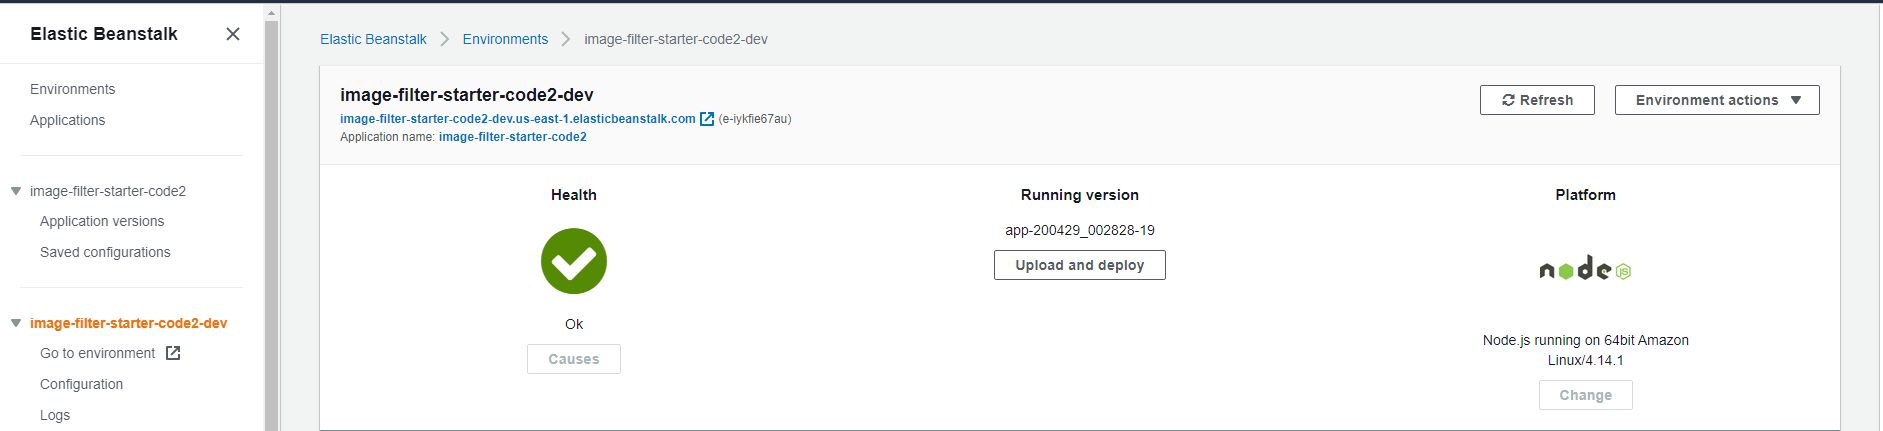 Elastic Beanstalk
Environments
Applications
image-filter-starter-code2
Application versions
Saved configurations
image-filter-starter-code2-dev
Go to environment
Configuration
Logs
Elastic Beanstalk > Environments > image-filter-starter-code2-dev
image-filter-starter-code2-dev
image-filter-starter-code2-dev.us-east-1.elasticbeanstalk.com (e-iykfie67au)
Application name: image-filter-starter-code2
Refresh
Environment actions
Health
Ok
Causes
Running version
app-200429_002828-19
Upload and deploy
Platform
node JS
Node.js running on 64bit Amazon
Linux/4.14.1
Change